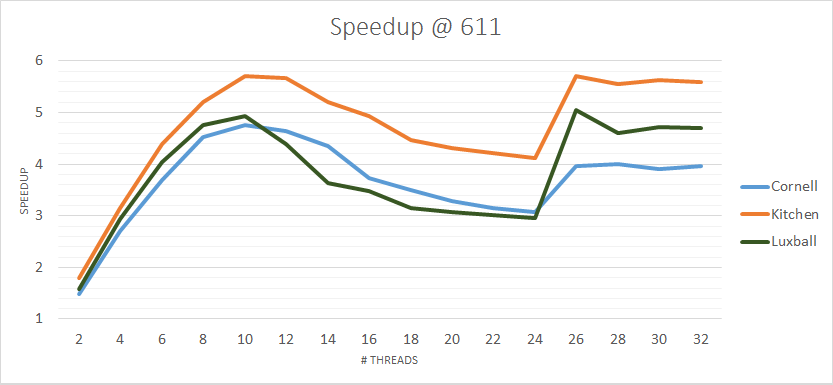 Speedup @ 611
6
5
4
3
2
1
SPEEDUP
2 4 6 8 10 12 14 16 18 20 22 24 26 28 30 32
# THREADS
Cornell
Kitchen
Luxball